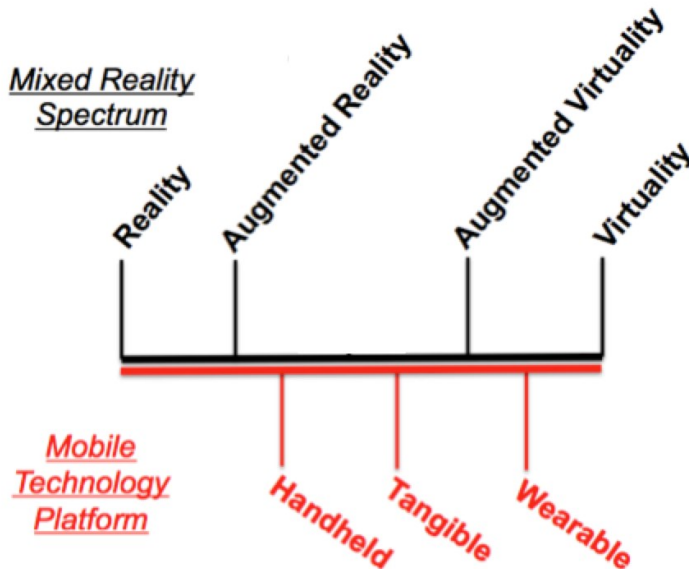 Mixed Reality
Spectrum
Reality
Augmented Reality
Augmented Virtuality
Virtuality
Mobile
Technology
Platform
Handheld
Tangible
Wearable